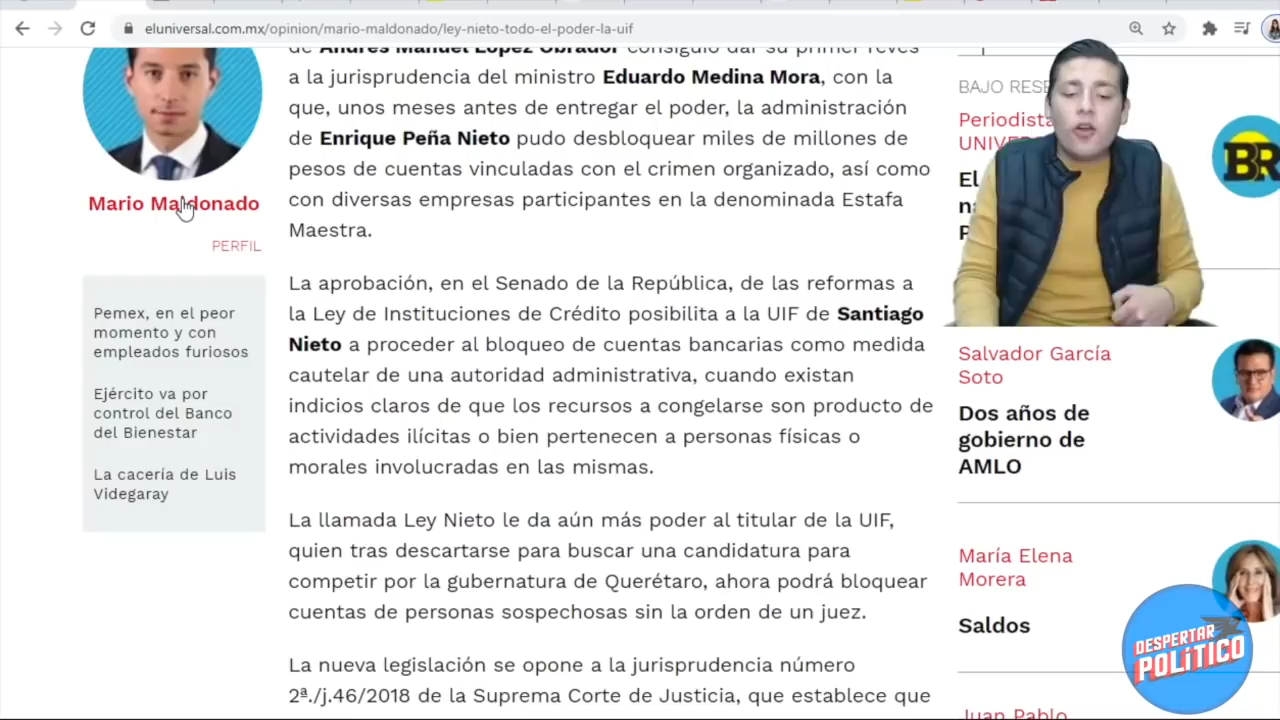 eluniversal.com.mx/opinion/mario-maldonado/ley-nieto-todo-el-poder-la-uif
de Andrés Manuel López Obrador consiguió dar su primer revés
a la jurisprudencia del ministro Eduardo Medina Mora, con la
que, unos meses antes de entregar el poder, la administración
de Enrique Peña Nieto pudo desbloquear miles de millones de
pesos de cuentas vinculadas con el crimen organizado, así como
con diversas empresas participantes en la denominada Estafa
Maestra.
La aprobación, en el Senado de la República, de las reformas a
la Ley de Instituciones de Crédito posibilita a la UIF de Santiago
Nieto a proceder al bloqueo de cuentas bancarias como medida
cautelar de una autoridad administrativa, cuando existan
indicios claros de que los recursos a congelarse son producto de
actividades ilícitas o bien pertenecen a personas físicas o
morales involucradas en las mismas.
La llamada Ley Nieto le da aún más poder al titular de la UIF,
quien tras descartarse para buscar una candidatura para
competir por la gubernatura de Querétaro, ahora podrá bloquear
cuentas de personas sospechosas sin la orden de un juez.
La nueva legislación se opone a la jurisprudencia número
2ª./j.46/2018 de la Suprema Corte de Justicia, que establece que
Mario Maldonado
PERFIL
Pemex, en el peor
momento y con
empleados furiosos
Ejército va por
control del Banco
del Bienestar
La cacería de Luis
Videgaray
BAJO
Periodista
El
BR
Salvador García
Soto
Dos años de
gobierno de
AMLO
María Elena
Morera
Saldos
Juan Pablo
DESPERTAR
POLÍTICO